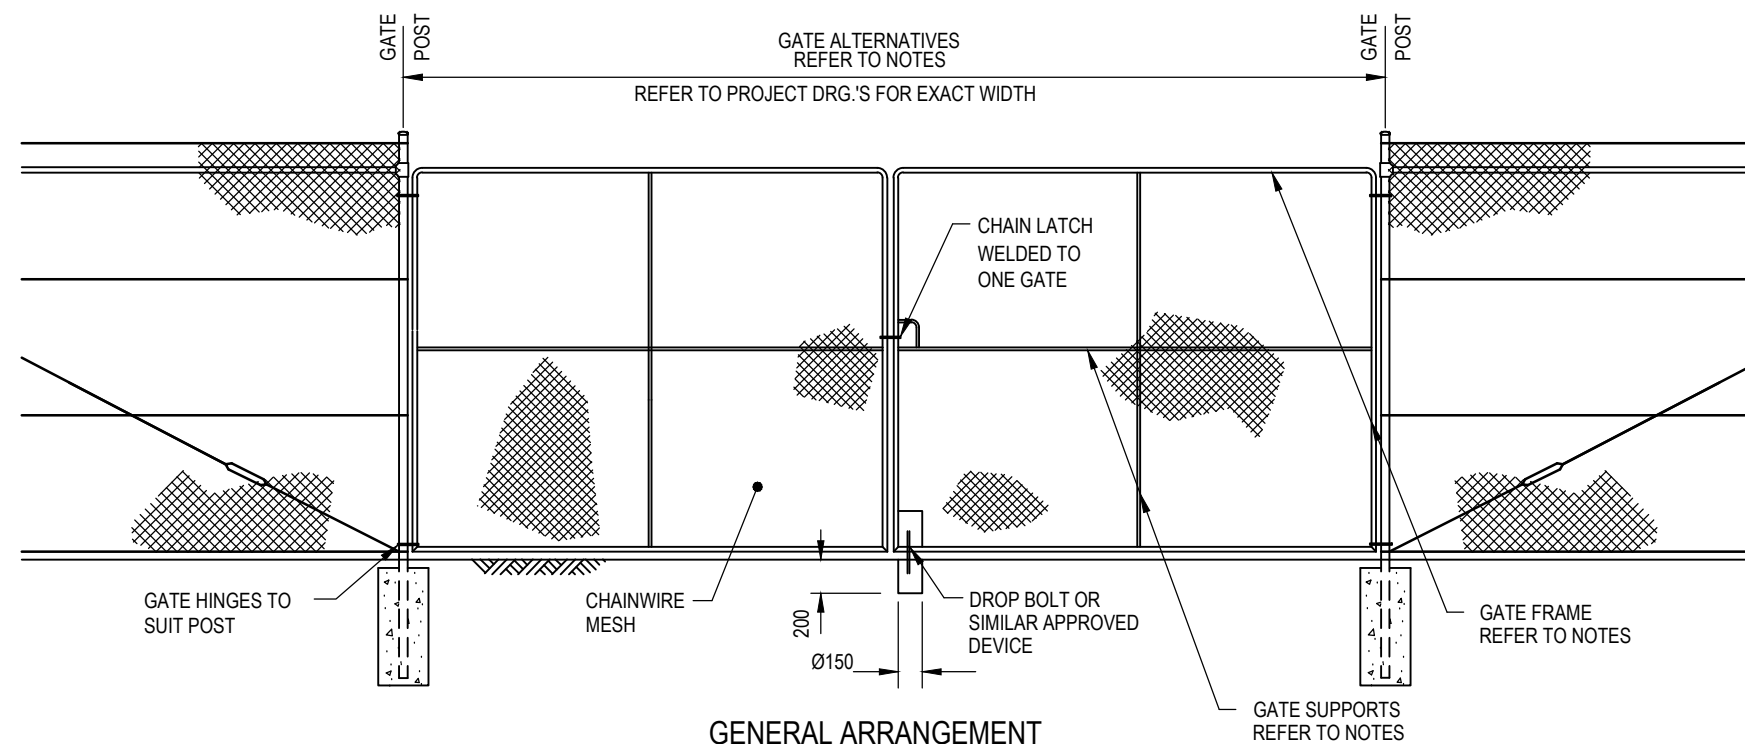 GATE
POST
GATE ALTERNATIVES
REFER TO NOTES
REFER TO PROJECT DRG.'S FOR EXACT WIDTH
GATE
POST
CHAIN LATCH
WELDED TO
ONE GATE
GATE HINGES TO
SUIT POST
CHAINWIRE
MESH
200
Ø150
DROP BOLT OR
SIMILAR APPROVED
DEVICE
GATE FRAME
REFER TO NOTES
GATE SUPPORTS
REFER TO NOTES
GENERAL ARRANGEMENT